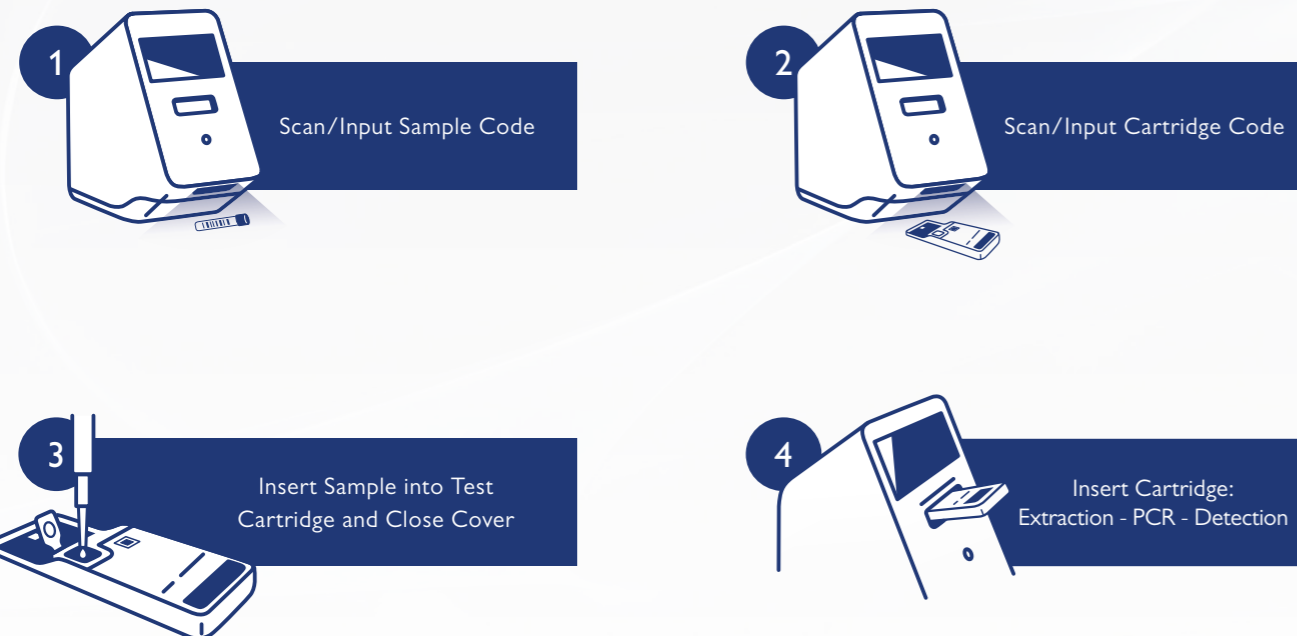 1
Scan/Input Sample Code
2
Scan/Input Cartridge Code
3
Insert Sample into Test
Cartridge and Close Cover
4
Insert Cartridge:
Extraction - PCR - Detection